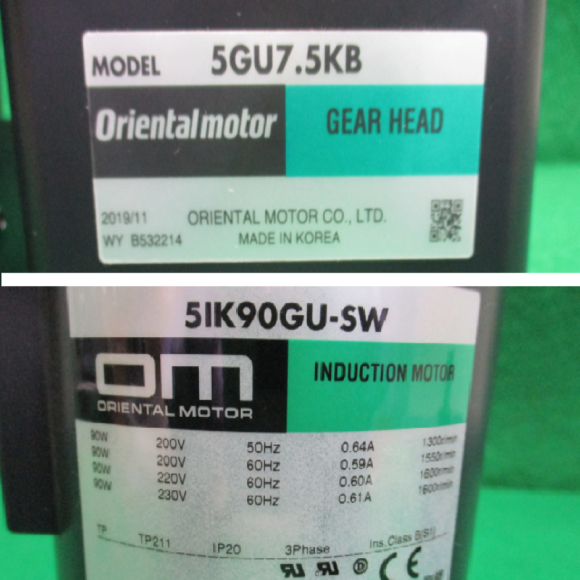 MODEL 5GU7.5KB
Orientalmotor GEAR HEAD
2019/11 ORIENTAL MOTOR CO., LTD.
WY B532214 MADE IN KOREA
5IK90GU-SW
OM INDUCTION MOTOR
ORIENTAL MOTOR
90W 200V 50Hz 0.64A 1300r/min
90W 200V 60Hz 0.59A 1550r/min
90W 220V 60Hz 0.60A 1600r/min
90W 230V 60Hz 0.61A 1600r/min
TP TP211 IP20 3Phase Ins.Class B(S1)
CE